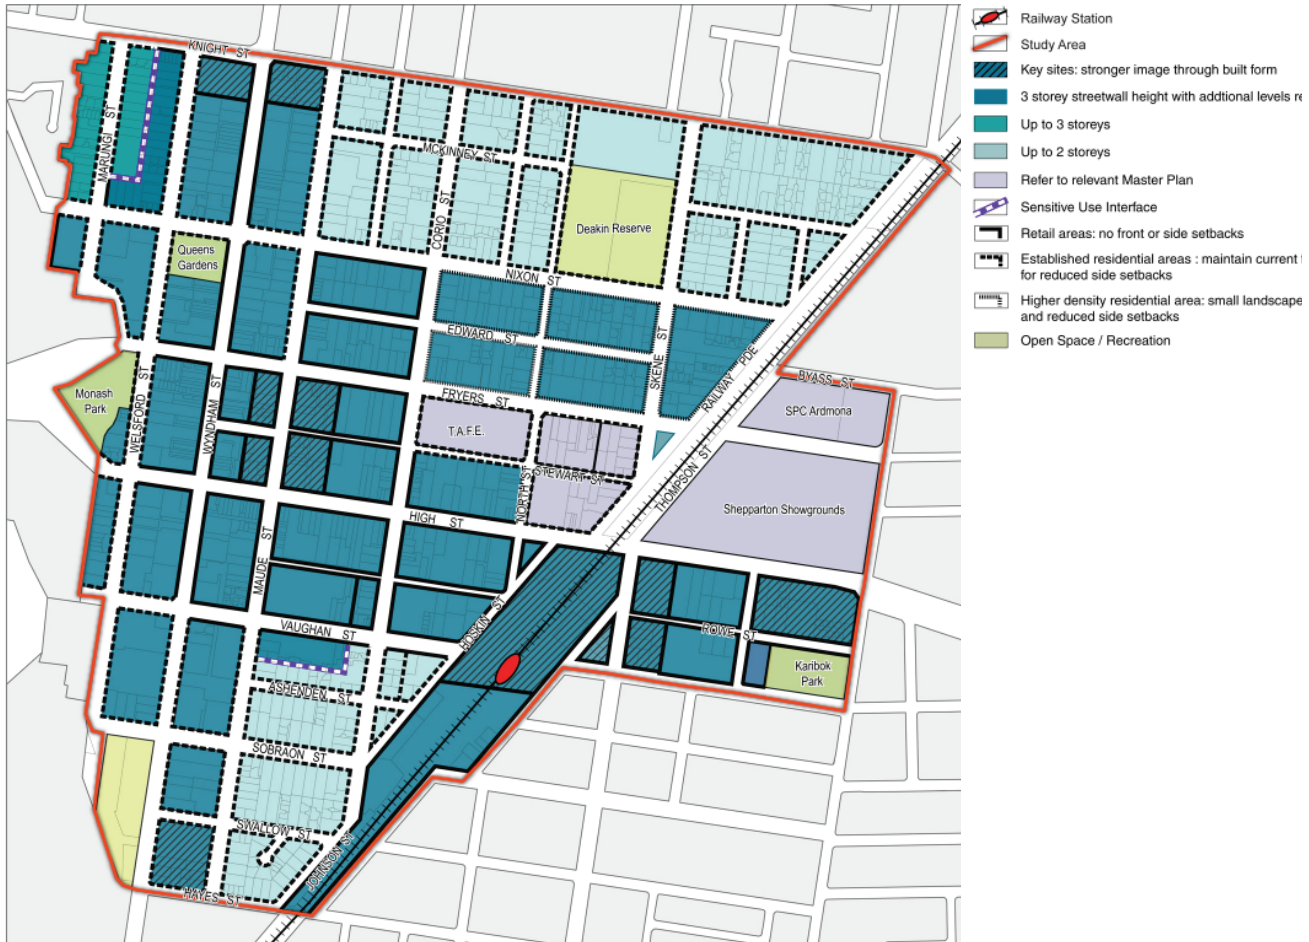 KNIGHT ST
MARUNGI ST
MCKINNEY ST
CORIO ST
Deakin Reserve
Queens
Gardens
NIXON ST
EDWARD ST
SKENE ST
RAILWAY PDE
FRYERS ST
BYASS ST
Monash
Park
WELSFORD ST
WYNDHAM ST
SPC Ardmona
T.A.F.E.
STEWART ST
NORTH ST
THOMPSON ST
Shepparton Showgrounds
HIGH ST
MAUDE ST
HOSKIN ST
VAUGHAN ST
ROWE ST
Karibok
Park
ASHENDEN ST
SOBRAON ST
SWALLOW ST
JOHNSON ST
HAYES ST
Railway Station
Study Area
Key sites: stronger image through built form
3 storey streetwall height with addtional levels re
Up to 3 storeys
Up to 2 storeys
Refer to relevant Master Plan
Sensitive Use Interface
Retail areas: no front or side setbacks
Established residential areas : maintain current
for reduced side setbacks
Higher density residential area: small landscape
and reduced side setbacks
Open Space / Recreation